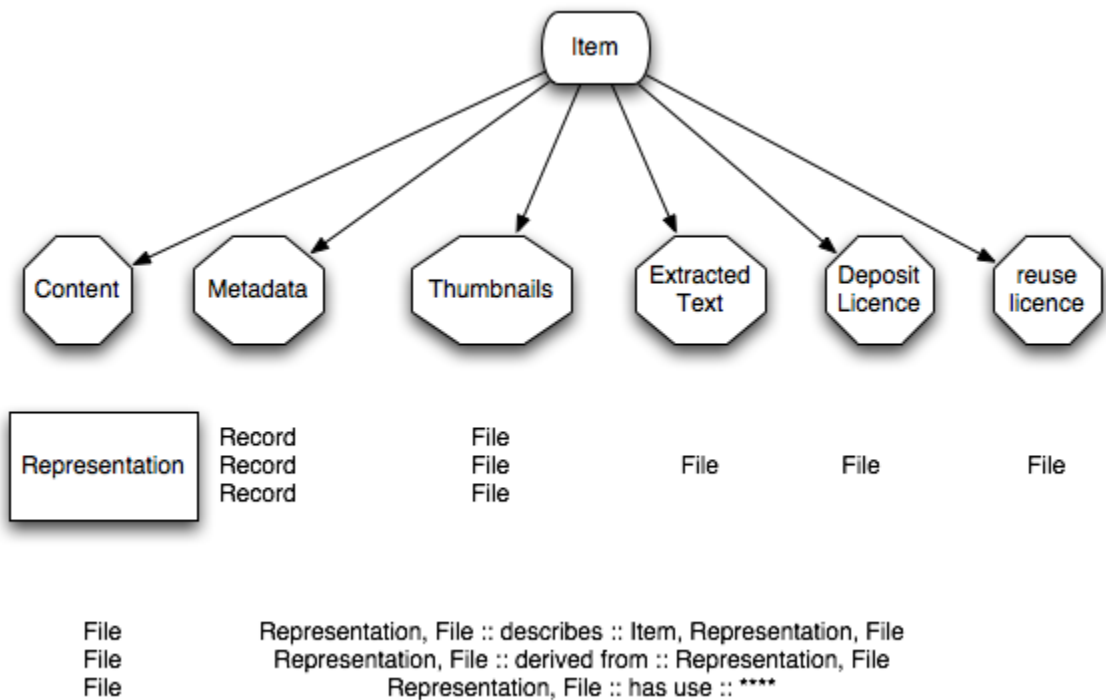 Item
Content
Metadata
Thumbnails
Extracted
Text
Deposit
Licence
reuse
licence
Representation
Record
Record
Record
File
File
File
File
File
File
File
File
File
Representation, File :: describes :: Item, Representation, File
Representation, File :: derived from :: Representation, File
Representation, File :: has use :: ****